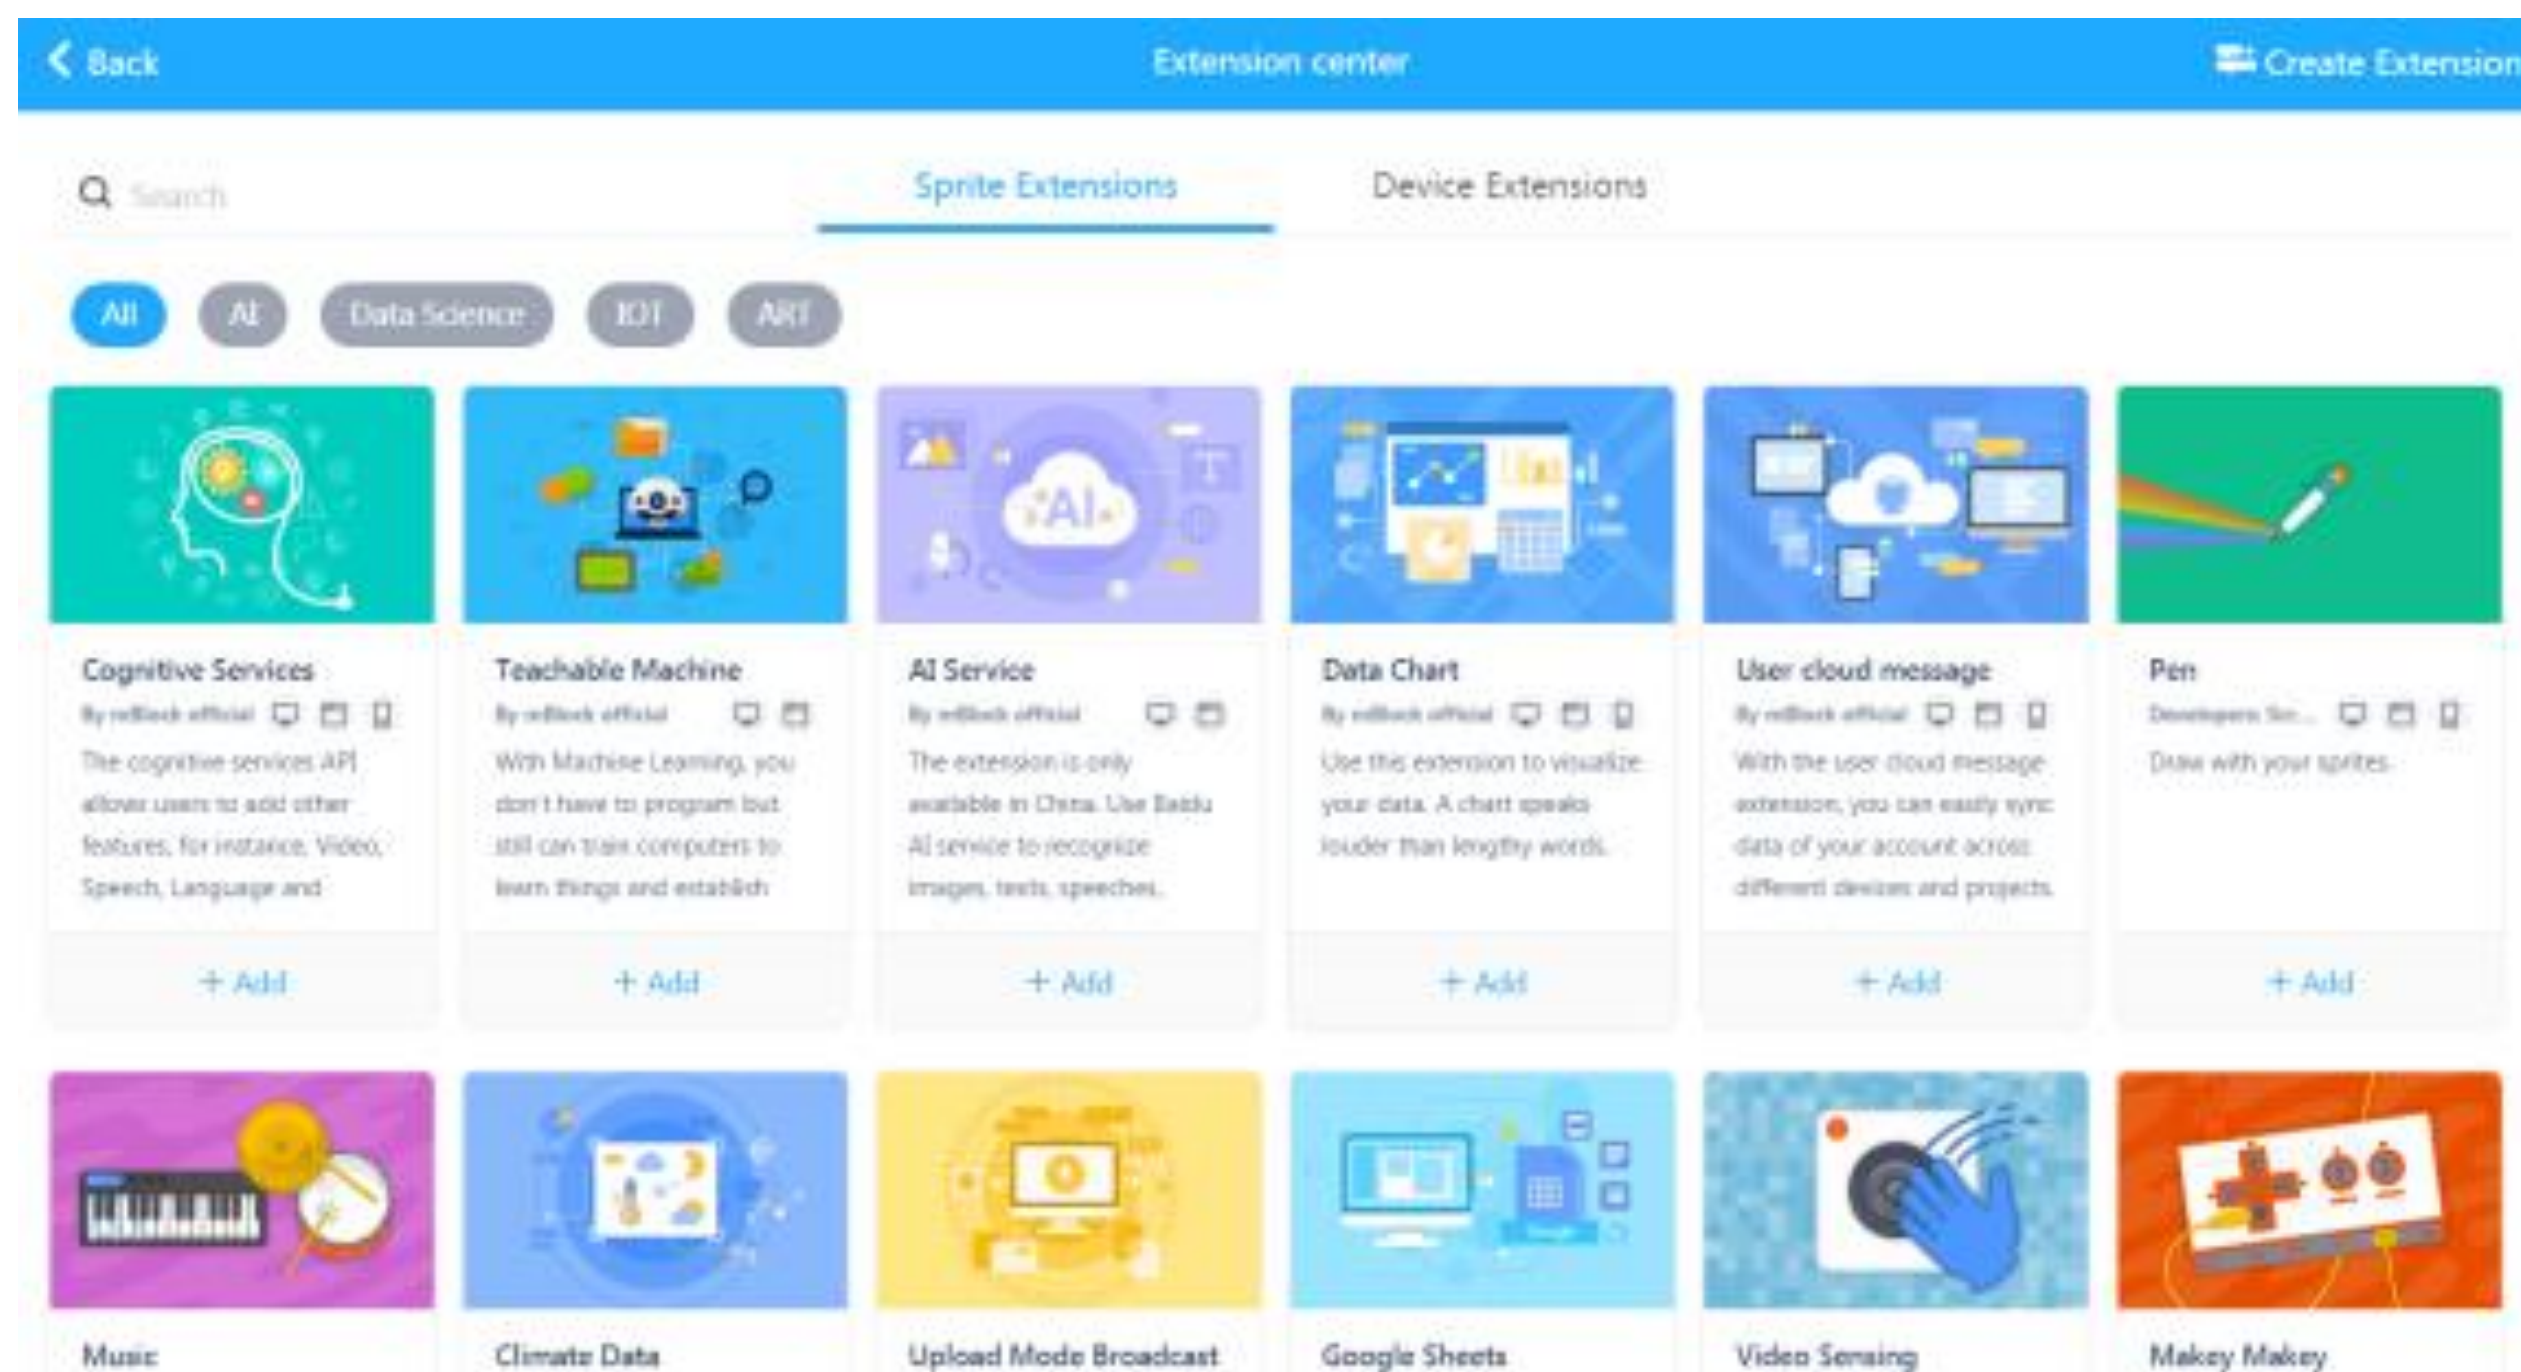 Back
Extension center
Create Extension
Search
Sprite Extensions
Device Extensions
All
AI
Data Science
IOT
ART
AI
Cognitive Services
By mBlock official
The cognitive services API
allows users to add other
features, for instance, Video,
Speech, Language and
+ Add
Teachable Machine
By mBlock official
With Machine Learning, you
don't have to program but
still can train computers to
learn things and establish
+ Add
AI Service
By mBlock official
The extension is only
available in China. Use Baidu
AI service to recognize
images, texts, speeches,
+ Add
Data Chart
By mBlock official
Use this extension to visualize
your data. A chart speaks
louder than lengthy words.
+ Add
User cloud message
By mBlock official
With the user cloud message
extension, you can easily sync
data of your account across
different devices and projects.
+ Add
Pen
Developers: Scr...
Draw with your sprites.
+ Add
Music
Climate Data
Upload Mode Broadcast
Google Sheets
Video Sensing
Makey Makey